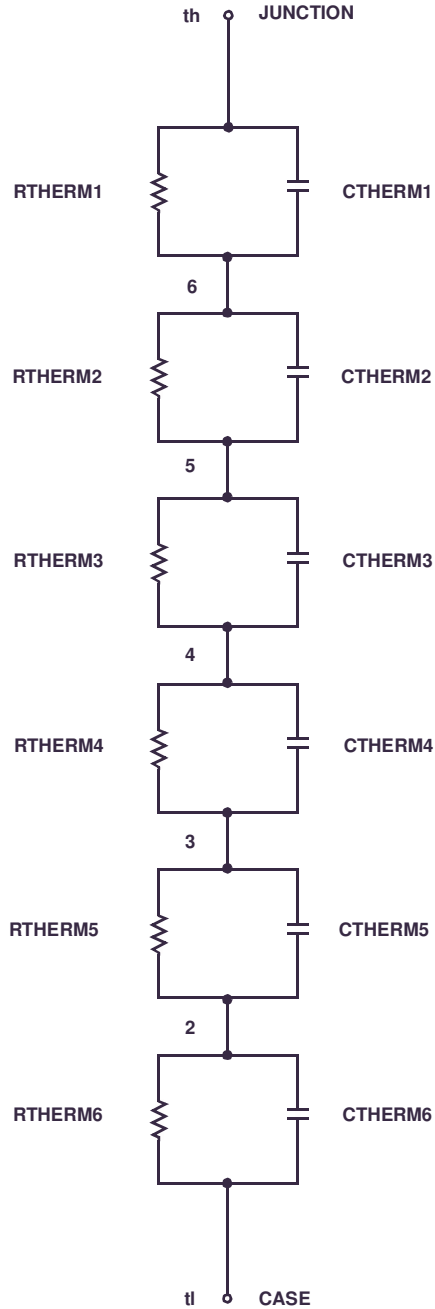 th JUNCTION
RTHERM1 CTHERM1
6
RTHERM2 CTHERM2
5
RTHERM3 CTHERM3
4
RTHERM4 CTHERM4
3
RTHERM5 CTHERM5
2
RTHERM6 CTHERM6
tl CASE